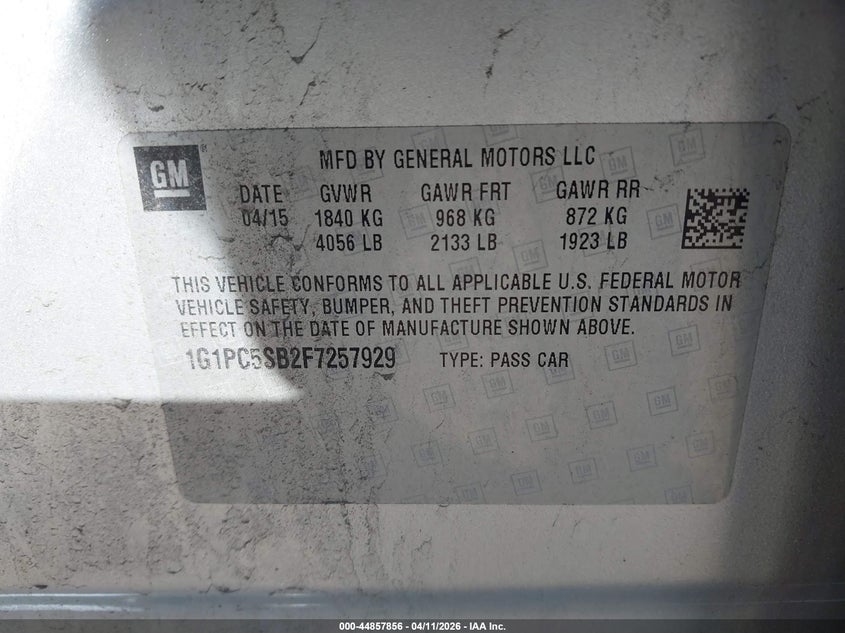 GM
MFD BY GENERAL MOTORS LLC
DATE GVWR GAWR FRT GAWR RR
04/15 1840 KG 968 KG 872 KG
4056 LB 2133 LB 1923 LB
THIS VEHICLE CONFORMS TO ALL APPLICABLE U.S. FEDERAL MOTOR
VEHICLE SAFETY, BUMPER, AND THEFT PREVENTION STANDARDS IN
EFFECT ON THE DATE OF MANUFACTURE SHOWN ABOVE.
1G1PC5SB2F7257929 TYPE: PASS CAR
000-44857856 - 04/11/2026 - IAA Inc.